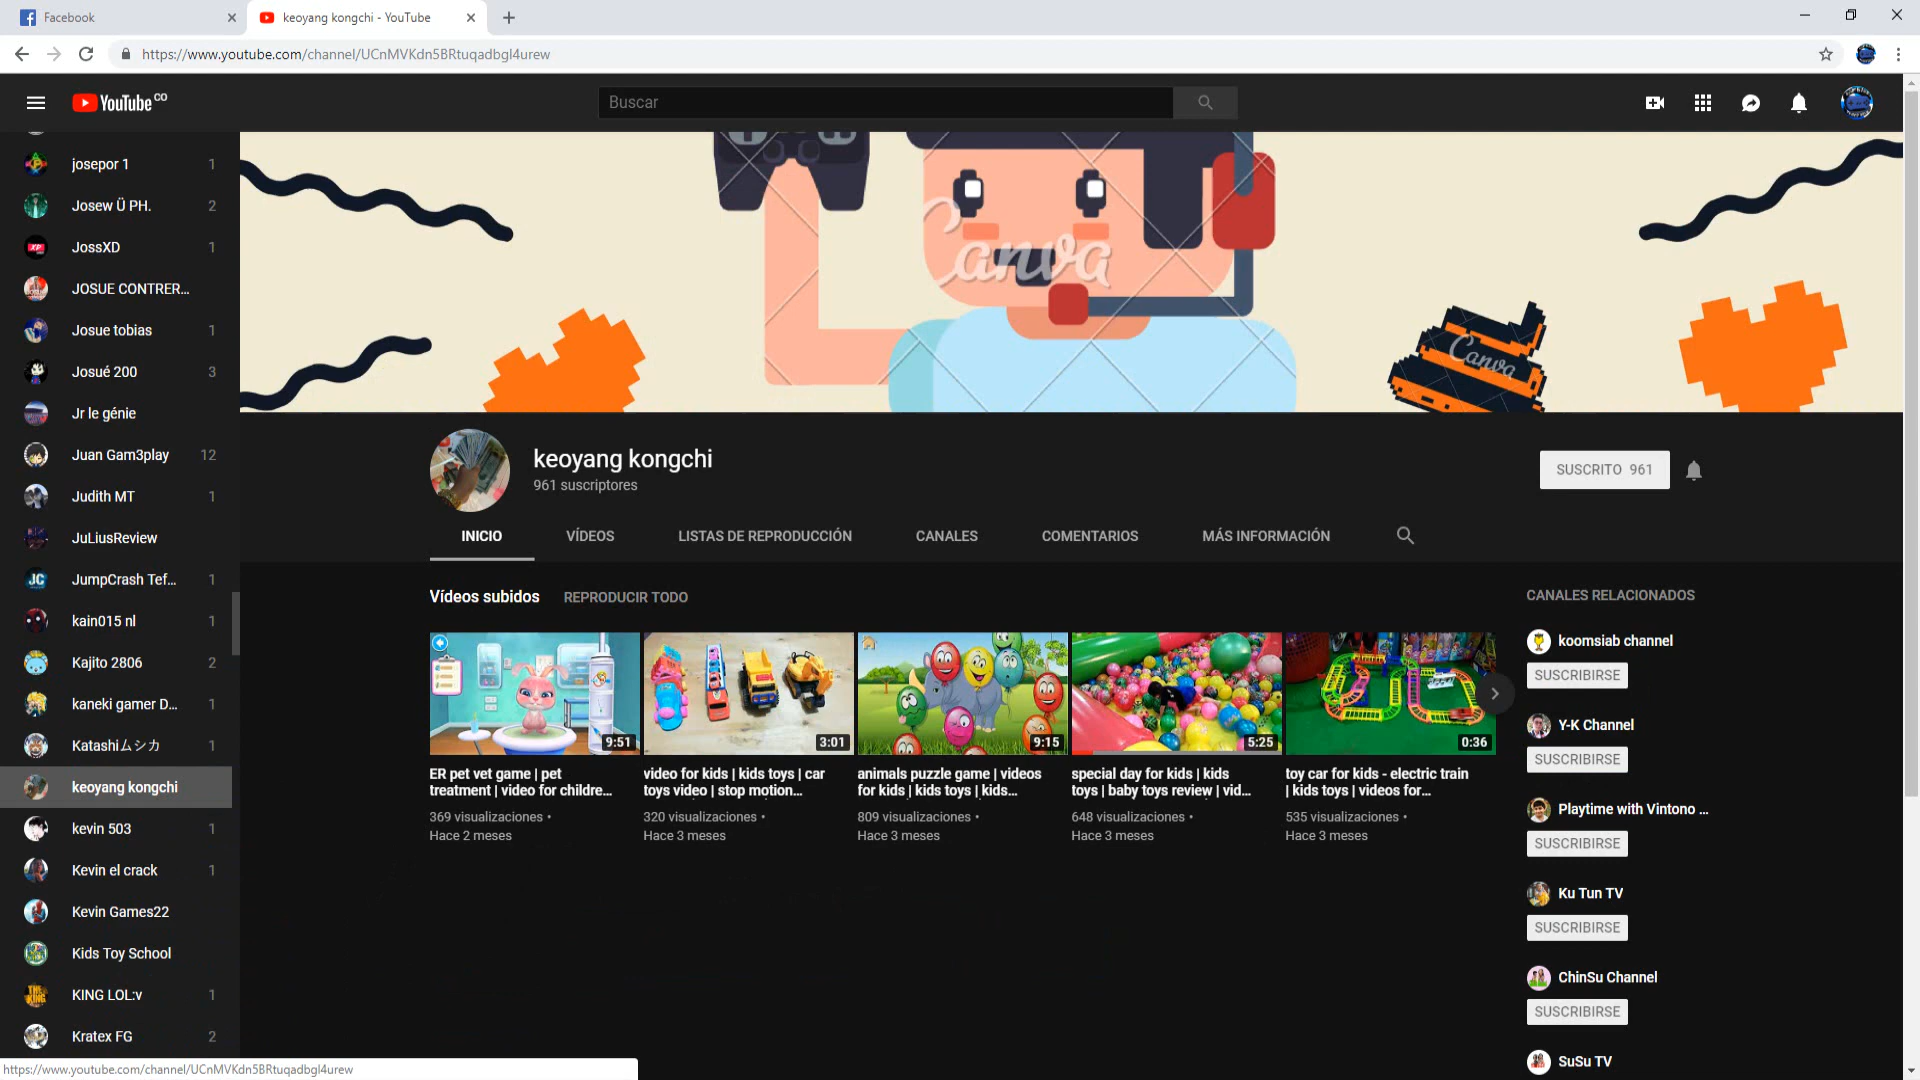 Facebook
keoyang kongchi - YouTube
https://www.youtube.com/channel/UCnMVKdn5BRtuqadbgl4urew
YouTube CO
Buscar
josepor 1 1
Josew Ü PH. 2
JossXD 1
JOSUE CONTRER...
Josue tobias 1
Josué 200 3
Jr le génie
Juan Gam3play 12
Judith MT 1
JuLiusReview
JumpCrash Tef... 1
kain015 nl 1
Kajito 2806 2
kaneki gamer D... 1
Katashiムシカ 1
keoyang kongchi
kevin 503 1
Kevin el crack 1
Kevin Games22
Kids Toy School
KING LOL:v 1
Kratex FG 2
Canva
Canva
keoyang kongchi
961 suscriptores
SUSCRITO 961
INICIO
VÍDEOS
LISTAS DE REPRODUCCIÓN
CANALES
COMENTARIOS
MÁS INFORMACIÓN
Vídeos subidos
REPRODUCIR TODO
9:51
3:01
9:15
5:25
0:36
ER pet vet game | pet
treatment | video for childre...
369 visualizaciones •
Hace 2 meses
video for kids | kids toys | car
toys video | stop motion...
320 visualizaciones •
Hace 3 meses
animals puzzle game | videos
for kids | kids toys | kids...
809 visualizaciones •
Hace 3 meses
special day for kids | kids
toys | baby toys review | vid...
648 visualizaciones •
Hace 3 meses
toy car for kids - electric train
| kids toys | videos for...
535 visualizaciones •
Hace 3 meses
CANALES RELACIONADOS
koomsiab channel
SUSCRIBIRSE
Y-K Channel
SUSCRIBIRSE
Playtime with Vintono ...
SUSCRIBIRSE
Ku Tun TV
SUSCRIBIRSE
ChinSu Channel
SUSCRIBIRSE
SuSu TV
https://www.youtube.com/channel/UCnMVKdn5BRtuqadbgl4urew